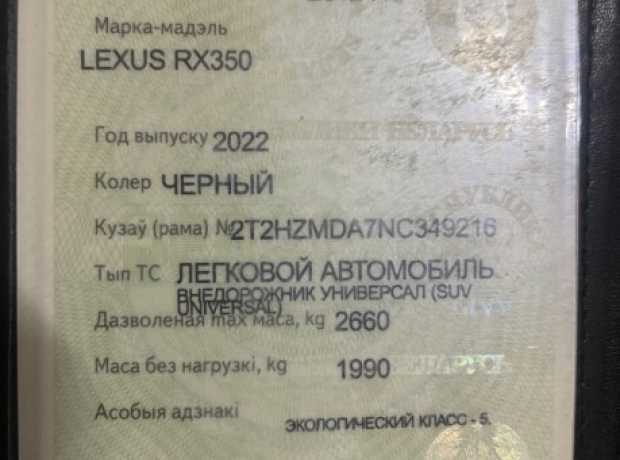 Марка-мадэль
LEXUS RX350
Год выпуску 2022
Колер ЧЕРНЫЙ
Кузаў (рама) №2T2HZMDA7NC349216
Тып ТС ЛЕГКОВОЙ АВТОМОБИЛЬ
ВНЕДОРОЖНИК УНИВЕРСАЛ (SUV
UNIVERSAL)
Дазволеная max маса, kg 2660
Маса без нагрузкі, kg 1990
Асобыя адзнакі ЭКОЛОГИЧЕСКИЙ КЛАСС - 5.